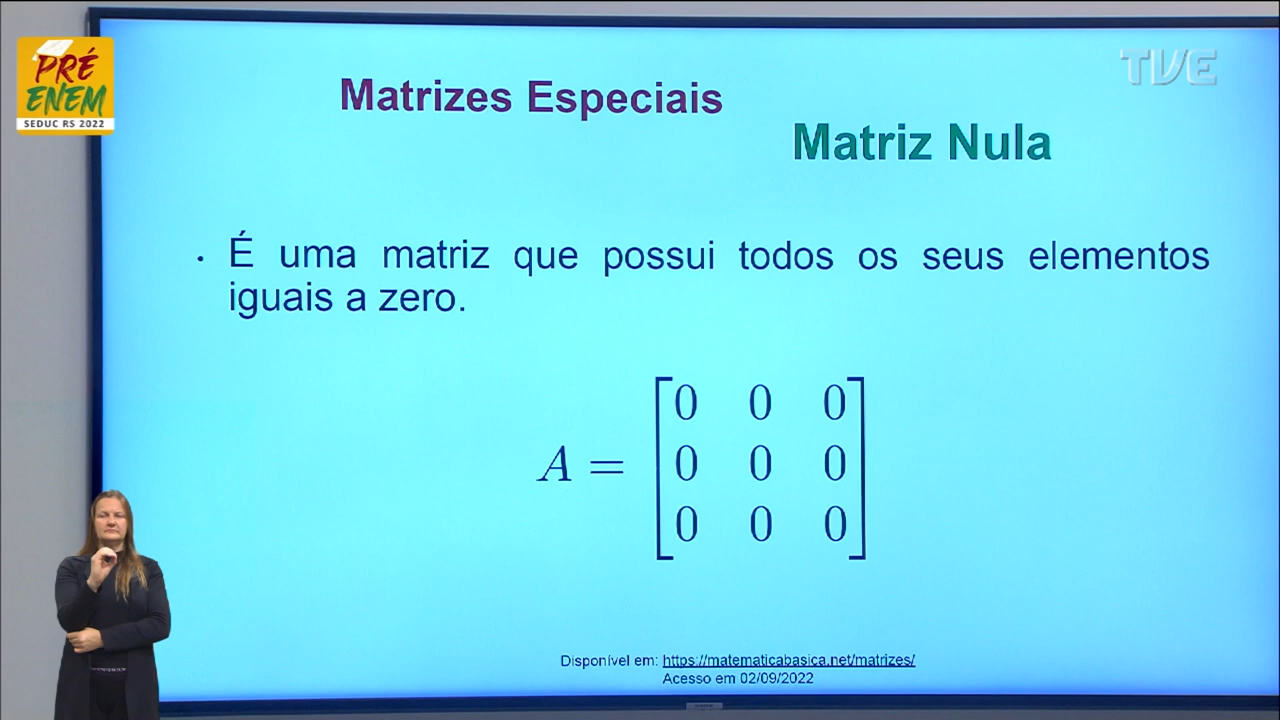 PRÉ
ENEM
SEDUC RS 2022
TVE
Matrizes Especiais
Matriz Nula
• É uma matriz que possui todos os seus elementos
iguais a zero.
A = [0 0 0
0 0 0
0 0 0]
Disponível em: https://matematicabasica.net/matrizes/
Acesso em 02/09/2022